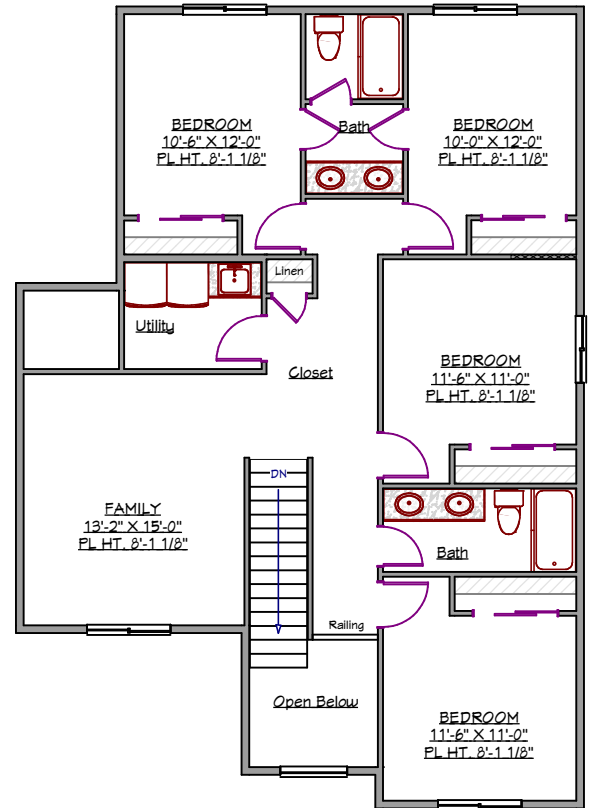 BEDROOM
10'-6" X 12'-0"
PL HT. 8'-1 1/8"
Bath
BEDROOM
10'-0" X 12'-0"
PL HT. 8'-1 1/8"
Linen
Utility
Closet
BEDROOM
11'-6" X 11'-0"
PL HT. 8'-1 1/8"
DN
FAMILY
13'-2" X 15'-0"
PL HT. 8'-1 1/8"
Bath
Railing
Open Below
BEDROOM
11'-6" X 11'-0"
PL HT. 8'-1 1/8"